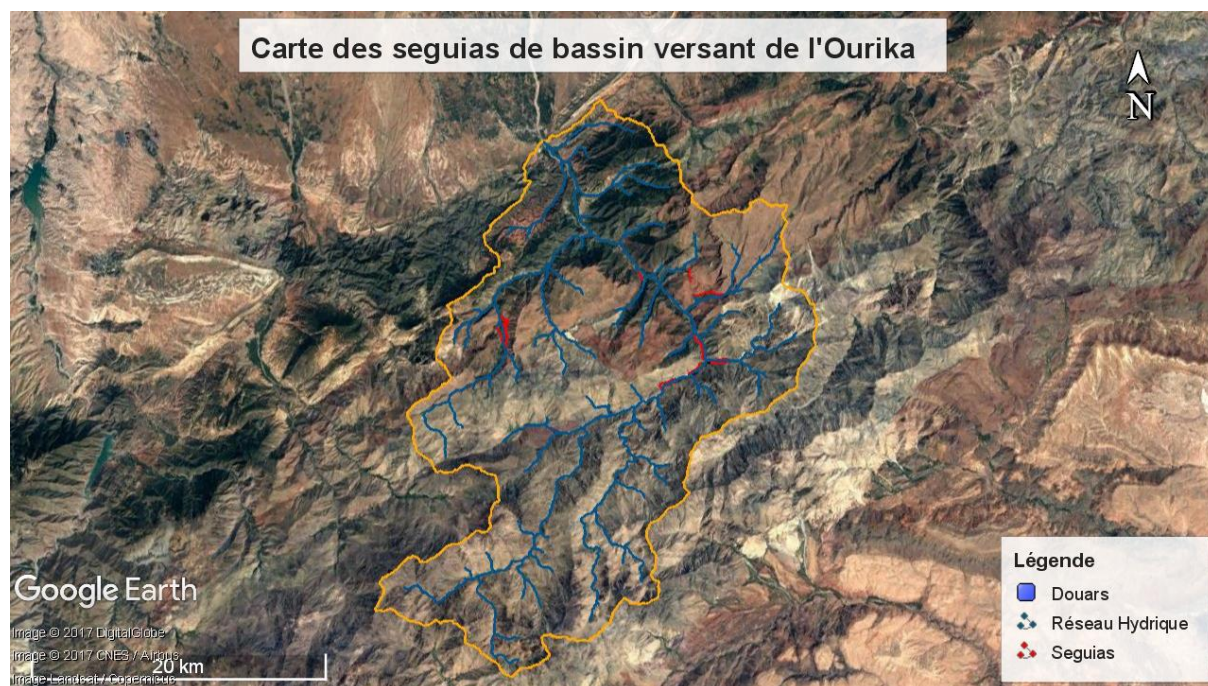 Carte des seguias de bassin versant de l'Ourika
N
Légende
Douars
Réseau Hydrique
Seguias
Google Earth
Image © 2017 DigitalGlobe
Image © 2017 CNES / Airbus
20 km
Image Landsat / Copernicus